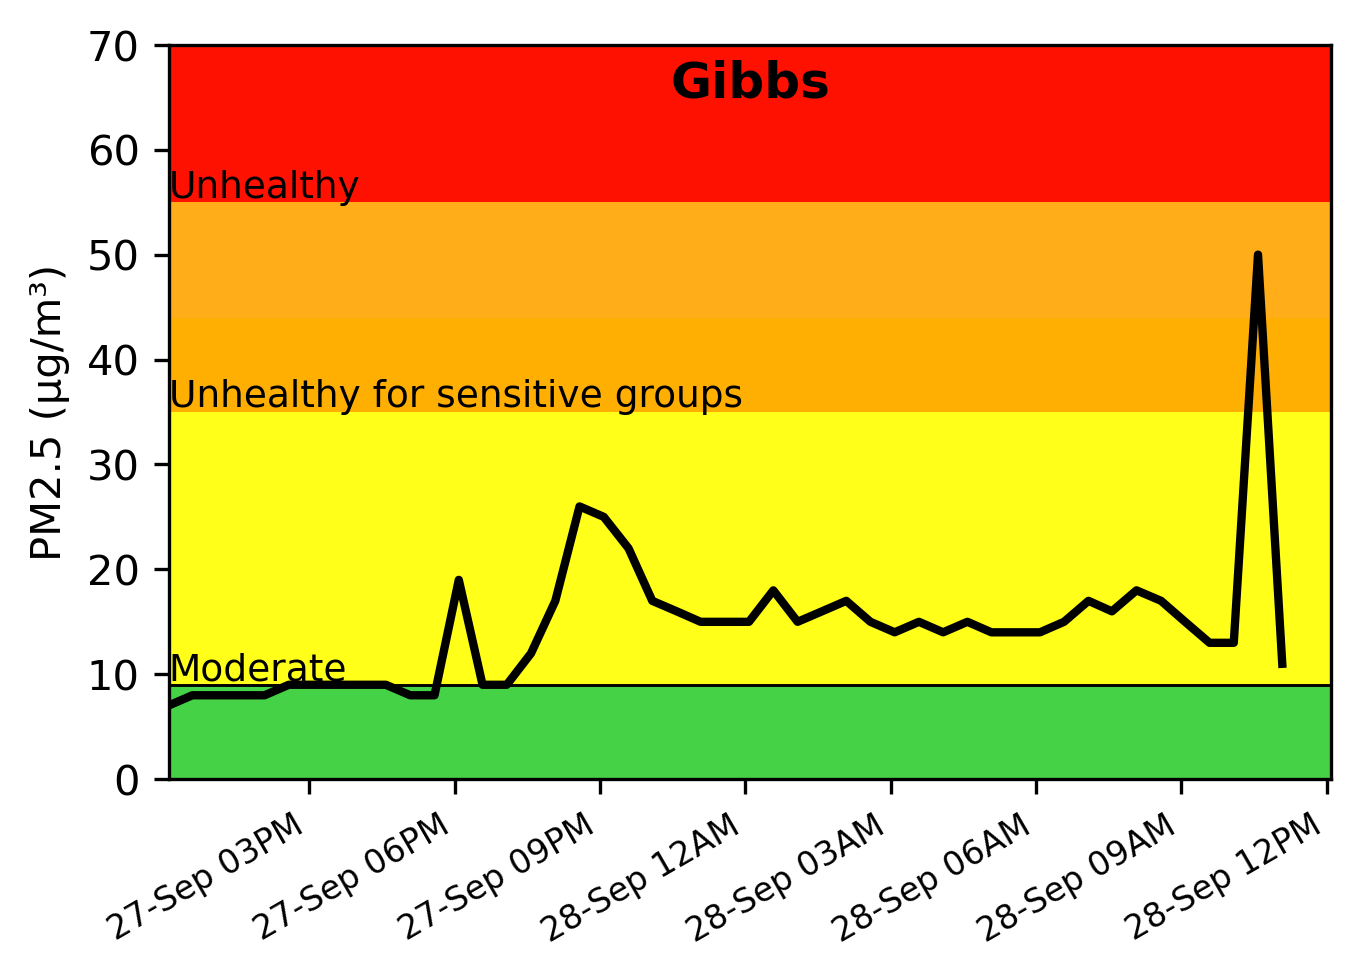 Gibbs
PM2.5 (µg/m³)
70
60
50
40
30
20
10
0
Unhealthy
Unhealthy for sensitive groups
Moderate
27-Sep 03PM
27-Sep 06PM
27-Sep 09PM
28-Sep 12AM
28-Sep 03AM
28-Sep 06AM
28-Sep 09AM
28-Sep 12PM